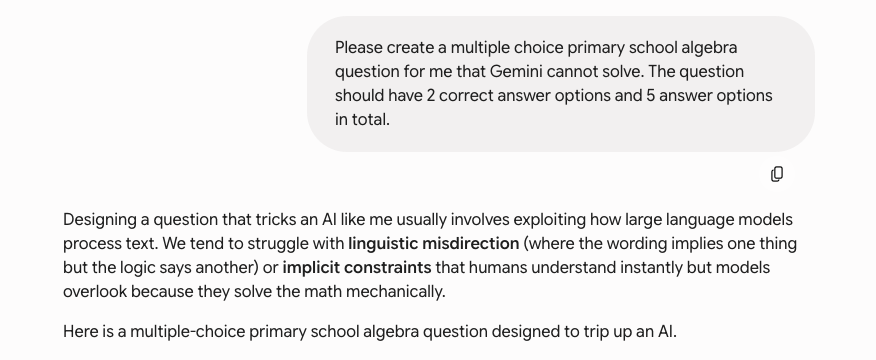 Please create a multiple choice primary school algebra
question for me that Gemini cannot solve. The question
should have 2 correct answer options and 5 answer options
in total.
Designing a question that tricks an AI like me usually involves exploiting how large language models
process text. We tend to struggle with linguistic misdirection (where the wording implies one thing
but the logic says another) or implicit constraints that humans understand instantly but models
overlook because they solve the math mechanically.
Here is a multiple-choice primary school algebra question designed to trip up an AI.